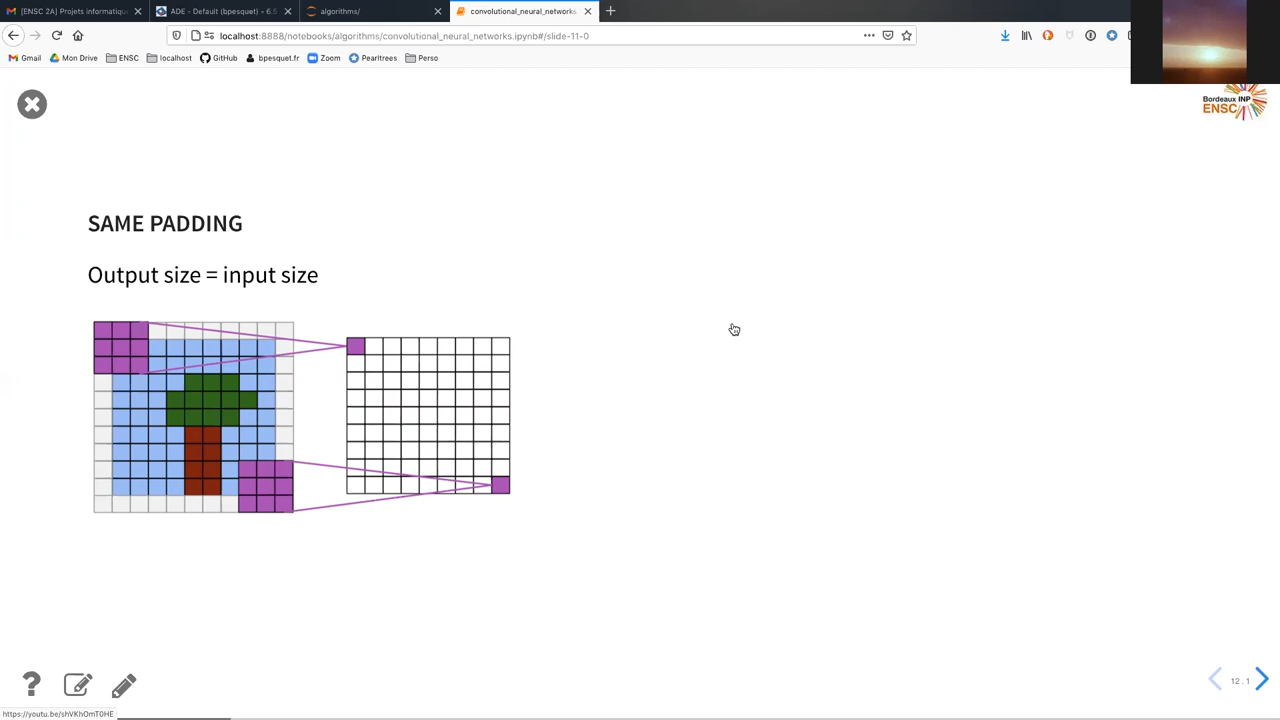 [ENSC 2A] Projets informatiqu
ADE - Default (bpesquet) < 6.5
algorithms/
convolutional_neural_networks
localhost:8888/notebooks/algorithms/convolutional_neural_networks.ipynb#/slide-11-0
Gmail
Mon Drive
ENSC
localhost
GitHub
bpesquet.fr
Zoom
Pearltrees
Perso
Bordeaux INP
ENSC
SAME PADDING
Output size = input size
?
12.1
https://youtu.be/shVKhOmT0HE